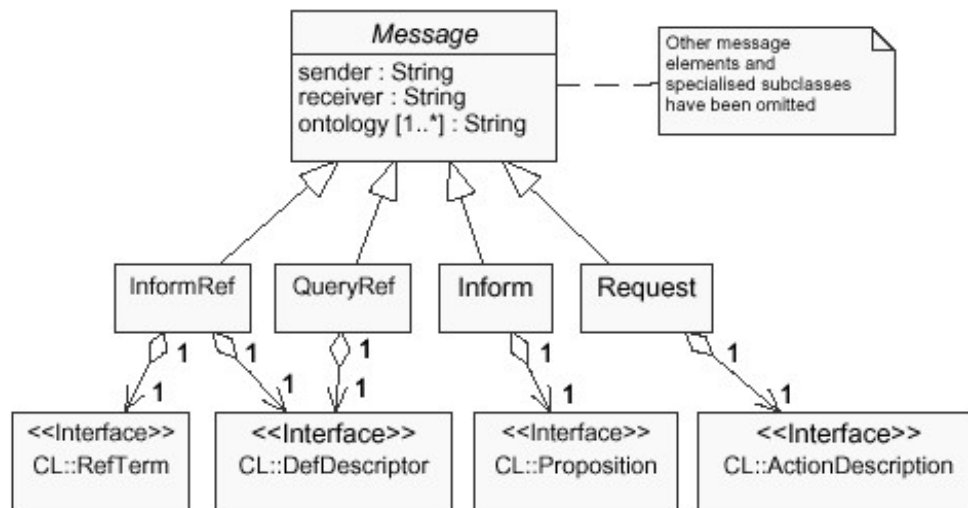 Message
sender : String
receiver : String
ontology [1..*] : String
Other message
elements and
specialised subclasses
have been omitted
InformRef
QueryRef
Inform
Request
1
1
1
1
1
1
1
1
1
1
<<Interface>>
CL::RefTerm
<<Interface>>
CL::DefDescriptor
<<Interface>>
CL::Proposition
<<Interface>>
CL::ActionDescription